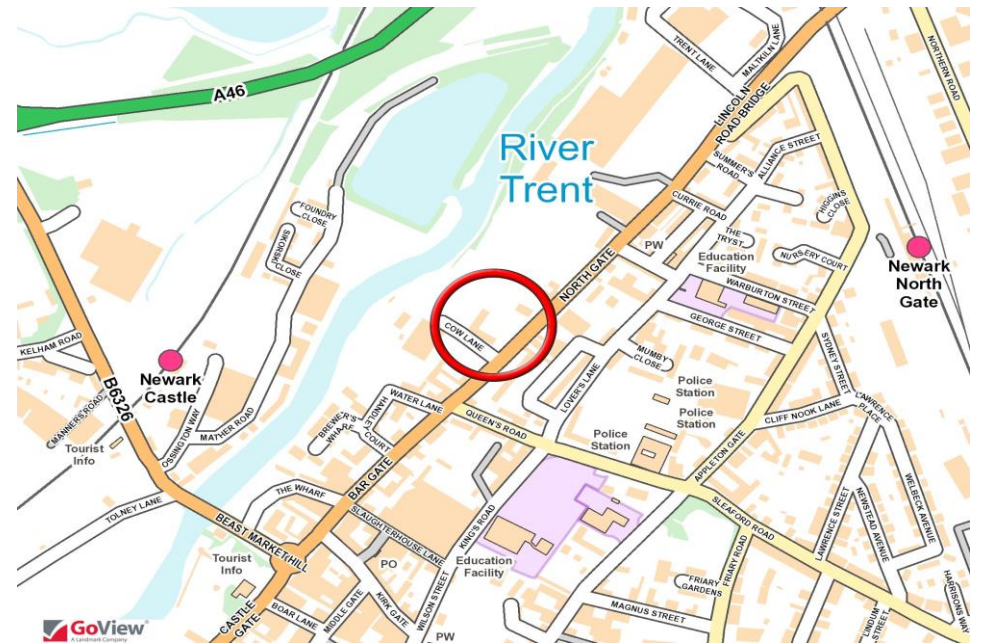 A46
TRENT LANE
MALTKILN LANE
NORTHERN ROAD
LINCOLN
ROAD BRIDGE
River
Trent
SUMMER'S
ROAD
ALLIANCE STREET
CURRIE ROAD
HIGGINS
CLOSE
FOUNDRY
CLOSE
SIKORSKI
CLOSE
THE
TRYST
PW
NORTH GATE
Education
Facility
NURSERY COURT
Newark
North
Gate
WARBURTON STREET
GEORGE STREET
COW LANE
KELHAM ROAD
B6326
Newark
Castle
MANNERS ROAD
MUMBY
CLOSE
SYDNEY STREET
LOVER'S LANE
Police
Station
Police
Station
Police
Station
CLIFF NOOK LANE
LAWRENCE
PLACE
WATER LANE
HANDLEY
COURT
BREWER'S
WHARF
QUEEN'S ROAD
OSSINGTON WAY
MATHER ROAD
Tourist
Info
APPLETON GATE
TOLNEY LANE
THE WHARF
BAR GATE
SLAUGHTERHOUSE LANE
BEAST MARKET HILL
KING'S ROAD
SLEAFORD ROAD
WELBECK AVENUE
NEWSTEAD AVENUE
LAWRENCE STREET
Tourist
Info
PO
Education
Facility
FRIARY ROAD
FRIARY
GARDENS
HARRISONS WAY
CASTLE
GATE
BOAR LANE
MIDDLE GATE
KIRK GATE
WILSON STREET
PW
MAGNUS STREET
LINDUM
STREET
GoView
A Landmark Company